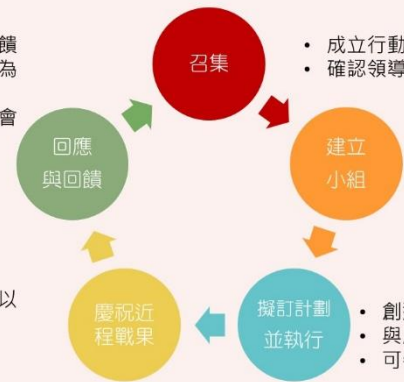 饋
為
會
召集
• 成立行動
• 確認領導
建立
小組
擬訂計劃
並執行
• 創
• 與
• 可
慶祝近
程戰果
以
回應
與回饋